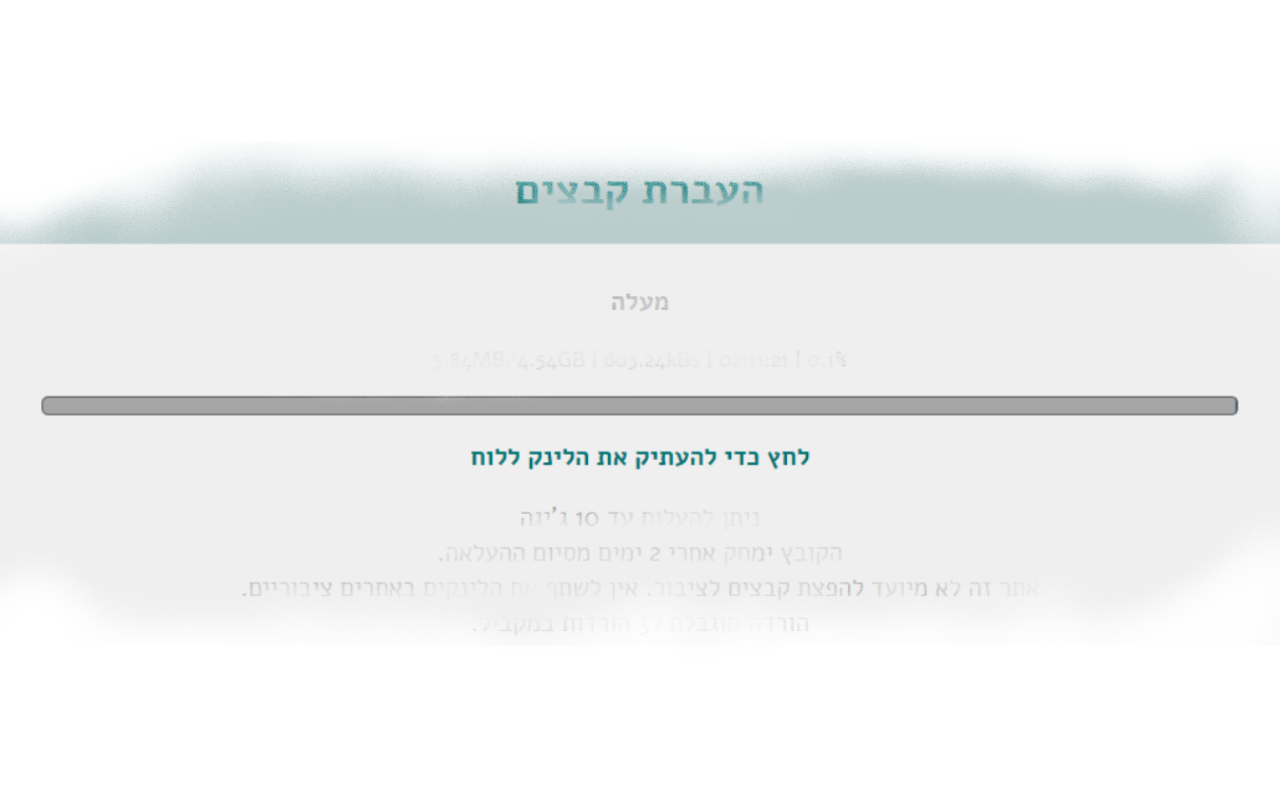 העברת קבצים
מעלה
5.84MB/4.54GB | 603.24kBs | 02:11:21 | 0.1%
לחץ כדי להעתיק את הלינק ללוח
ניתן להעלות עד 10 ג'יגה
הקובץ ימחק אחרי 2 ימים מסיום ההעלאה.
אתר זה לא מיועד להפצת קבצים לציבור. אין לשתף את הלינקים באתרים ציבוריים.
הורדה מוגבלת ל3 הורדות במקביל.